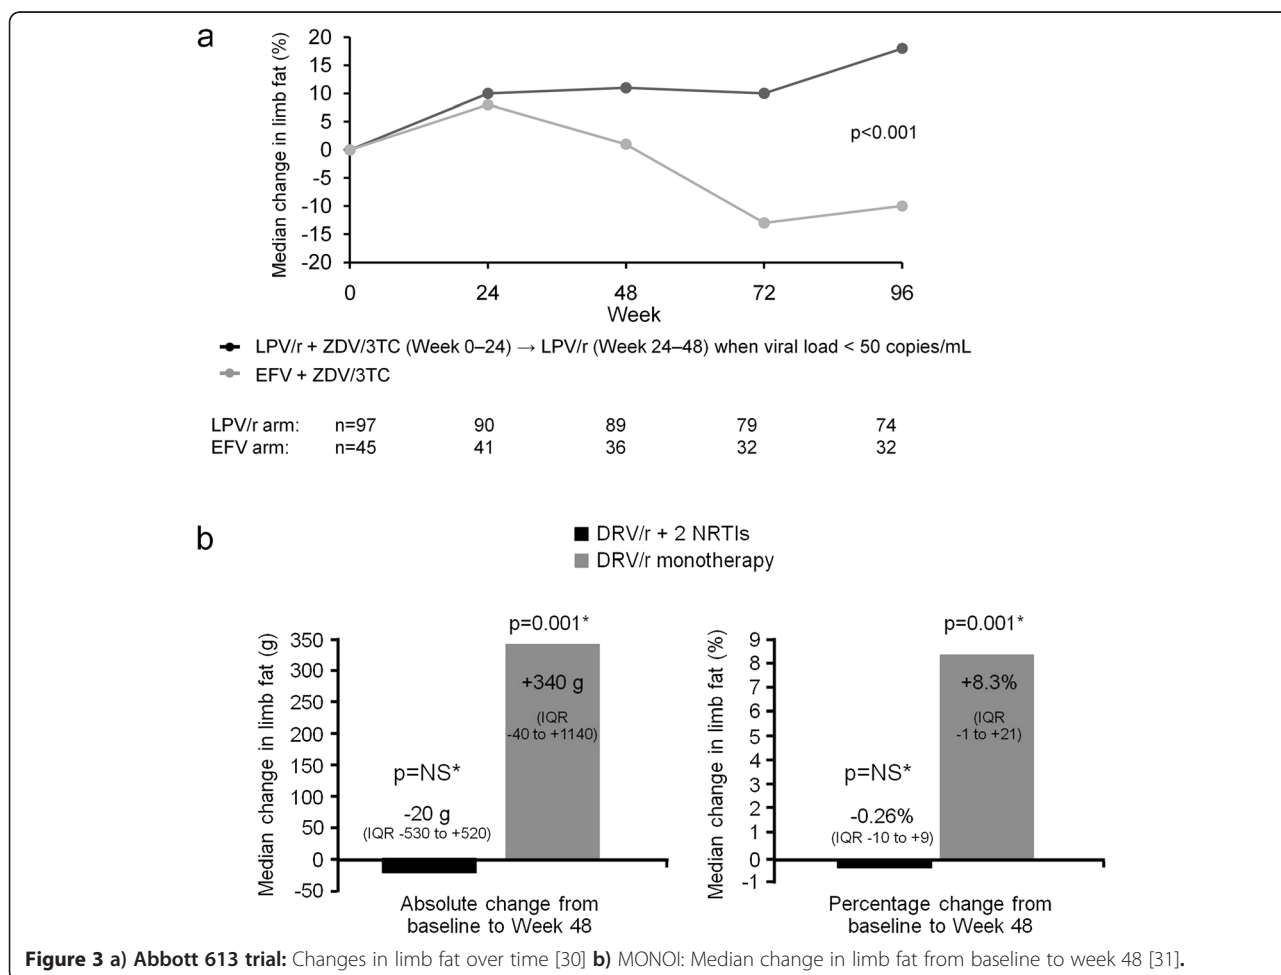 a
Median change in limb fat (%)
20
15
10
5
0
-5
-10
-15
-20
p<0.001
0 24 48 72 96
Week
LPV/r + ZDV/3TC (Week 0–24) → LPV/r (Week 24–48) when viral load < 50 copies/mL
EFV + ZDV/3TC
LPV/r arm: n=97 90 89 79 74
EFV arm: n=45 41 36 32 32
b
DRV/r + 2 NRTIs
DRV/r monotherapy
Median change in limb fat (g)
350
300
250
200
150
100
50
0
-50
p=0.001*
+340 g
(IQR
-40 to +1140)
p=NS*
-20 g
(IQR -530 to +520)
Absolute change from
baseline to Week 48
Median change in limb fat (%)
9
8
7
6
5
4
3
2
1
0
-1
p=0.001*
+8.3%
(IQR
-1 to +21)
p=NS*
-0.26%
(IQR -10 to +9)
Percentage change from
baseline to Week 48
Figure 3 a) Abbott 613 trial: Changes in limb fat over time [30] b) MONOI: Median change in limb fat from baseline to week 48 [31].